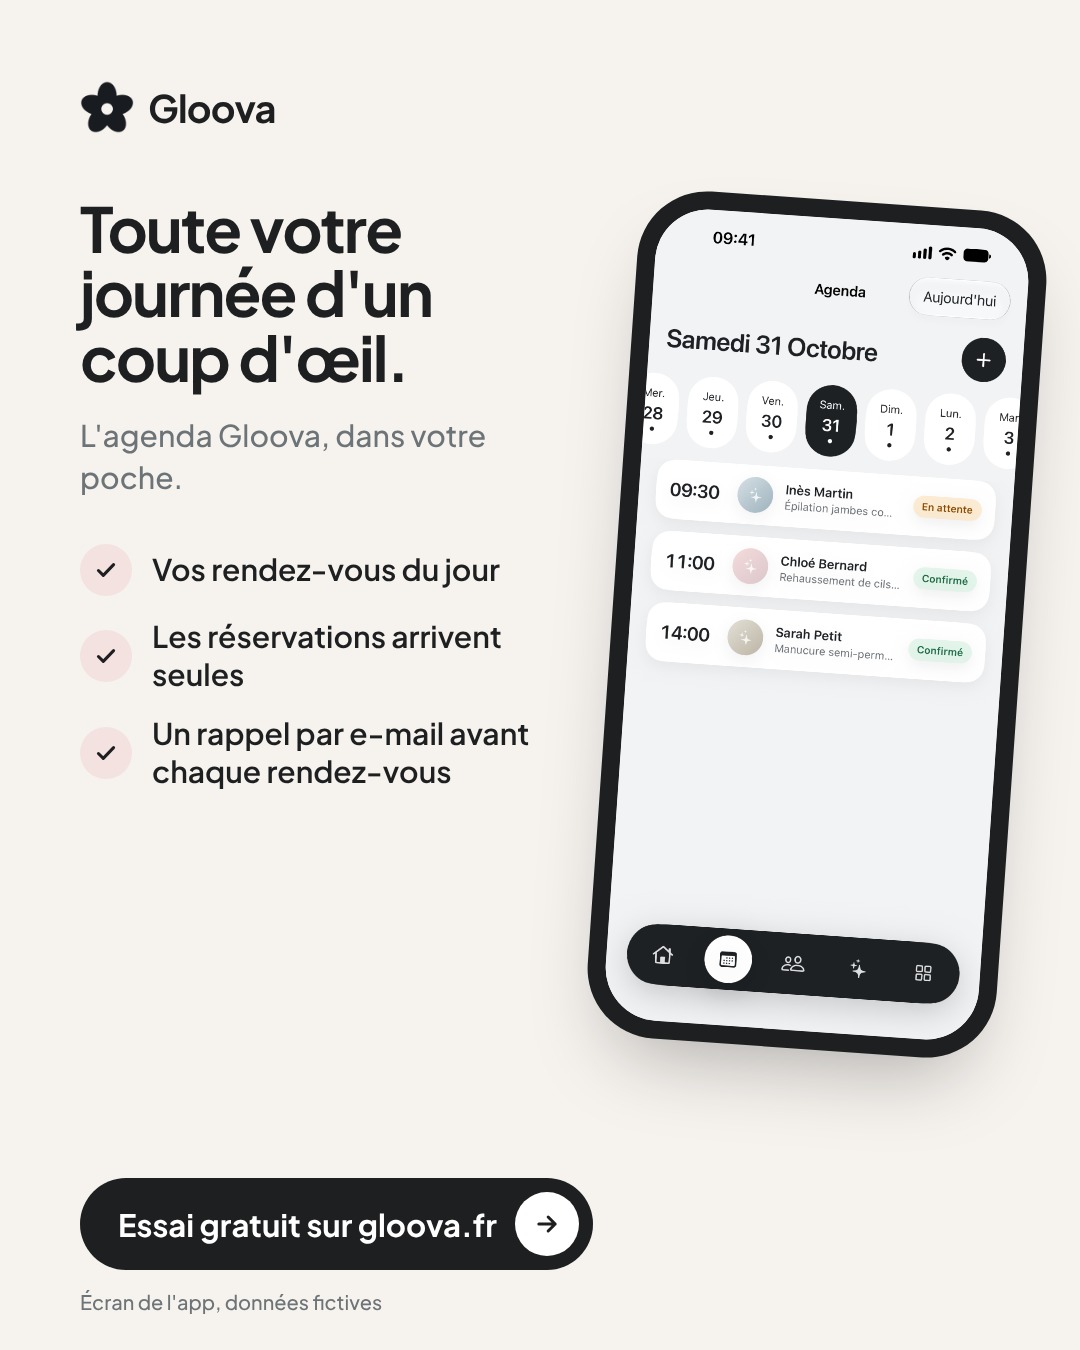 Gloova
Toute votre
journée d'un
coup d'œil.
L'agenda Gloova, dans votre
poche.
Vos rendez-vous du jour
Les réservations arrivent
seules
Un rappel par e-mail avant
chaque rendez-vous
09:41
Agenda
Aujourd'hui
Samedi 31 Octobre
Mer. Jeu. Ven. Sam. Dim. Lun. Mar
28 29 30 31 1 2 3
09:30
Inès Martin
Épilation jambes co...
En attente
11:00
Chloé Bernard
Rehaussement de cils...
Confirmé
14:00
Sarah Petit
Manucure semi-perm...
Confirmé
Essai gratuit sur gloova.fr
Écran de l'app, données fictives